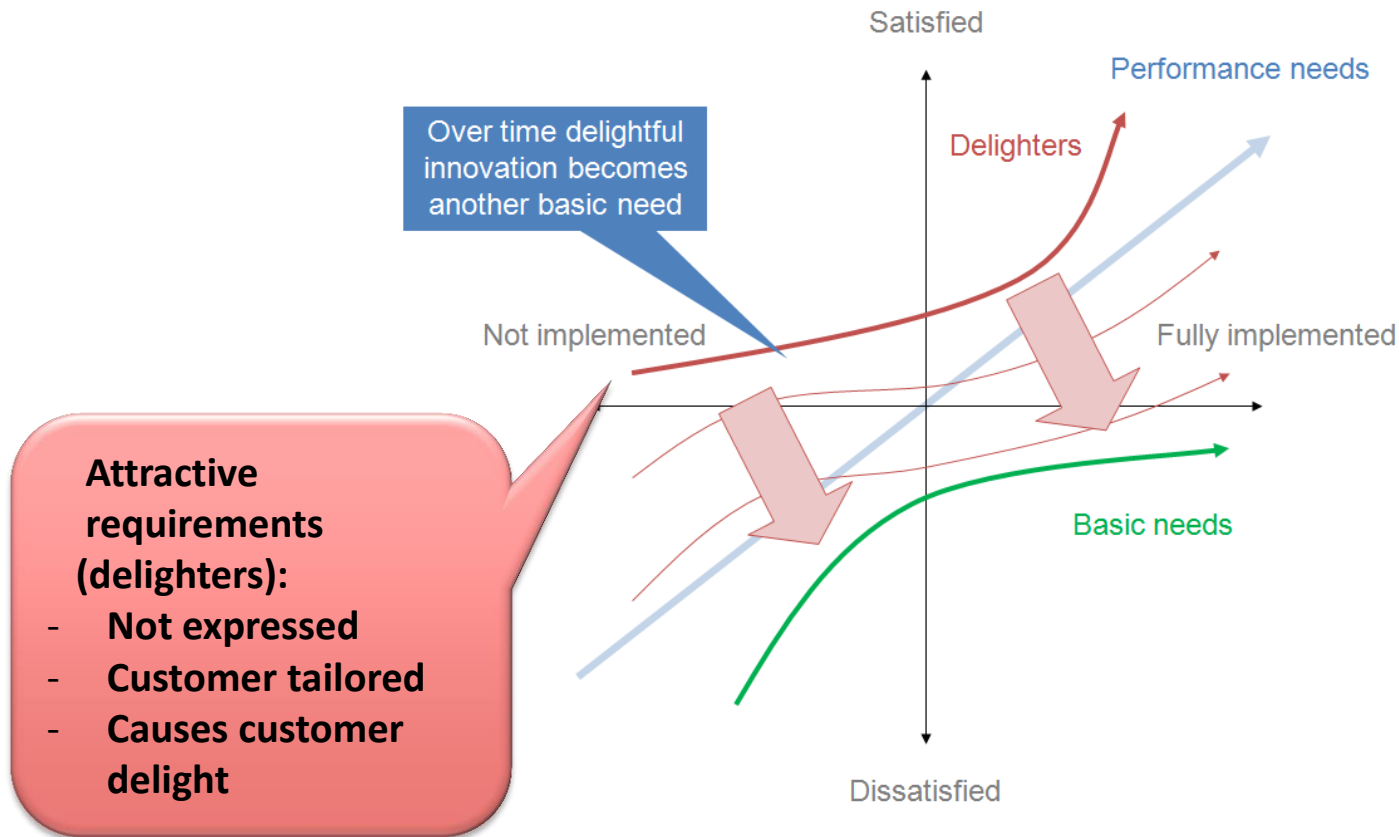 Satisfied
Performance needs
Over time delightful
innovation becomes
another basic need
Delighters
Not implemented
Fully implemented
Attractive
requirements
(delighters):
- Not expressed
- Customer tailored
- Causes customer
delight
Basic needs
Dissatisfied